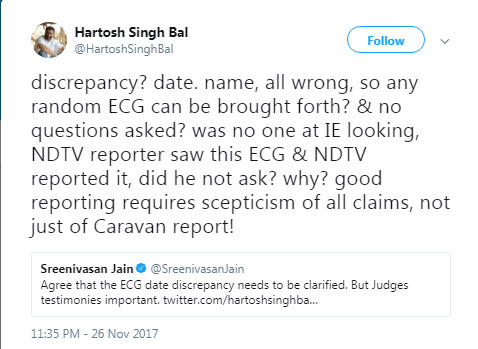 Hartosh Singh Bal
@HartoshSinghBal
Follow
discrepancy? date. name, all wrong, so any
random ECG can be brought forth? & no
questions asked? was no one at IE looking,
NDTV reporter saw this ECG & NDTV
reported it, did he not ask? why? good
reporting requires scepticism of all claims, not
just of Caravan report!
Sreenivasan Jain @SreenivasanJain
Agree that the ECG date discrepancy needs to be clarified. But Judges
testimonies important. twitter.com/hartoshsinghba...
11:35 PM - 26 Nov 2017